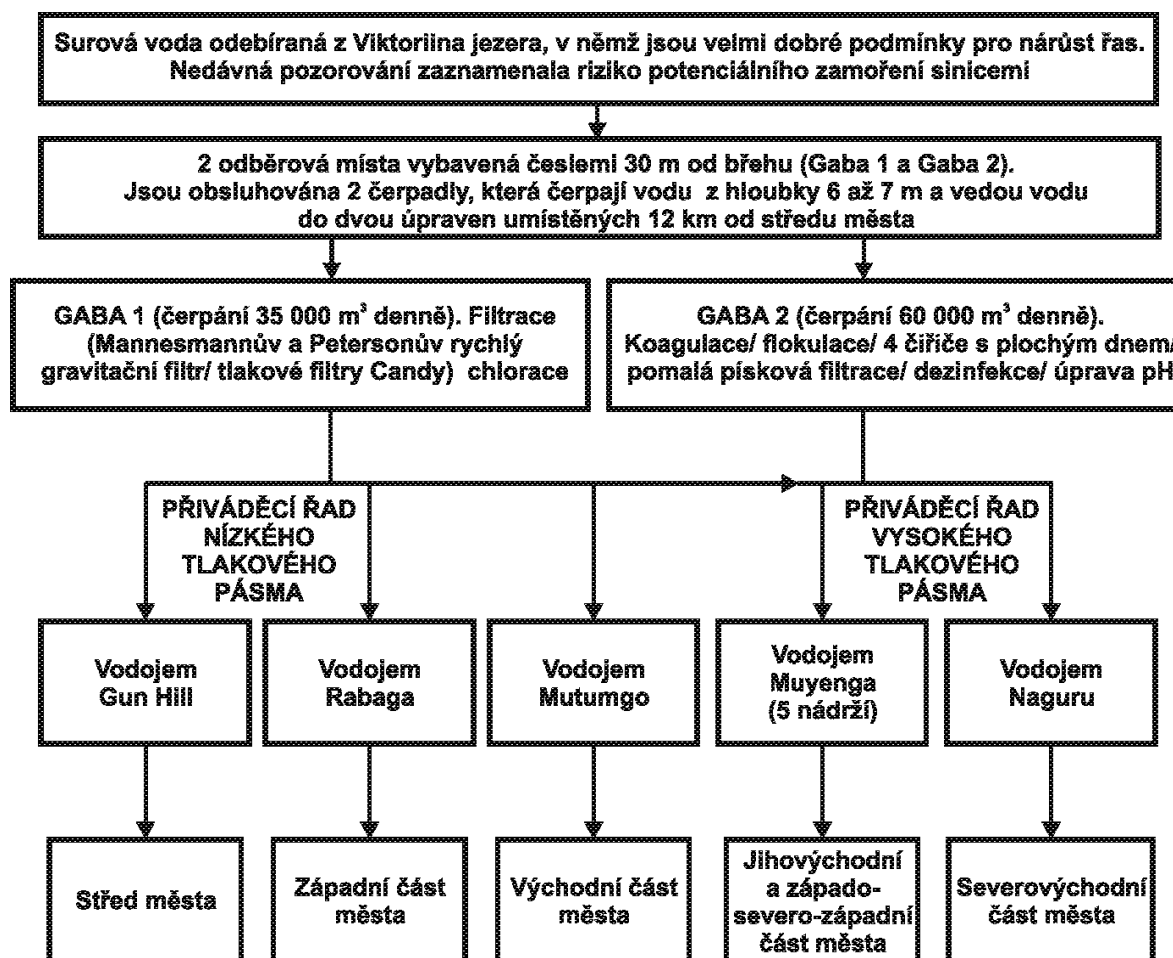 Surová voda odebíraná z Viktoriina jezera, v němž jsou velmi dobré podmínky pro nárůst řas.
Nedávná pozorování zaznamenala riziko potenciálního zamoření sinicemi
2 odběrová místa vybavená česlemi 30 m od břehu (Gaba 1 a Gaba 2).
Jsou obsluhována 2 čerpadly, která čerpají vodu z hloubky 6 až 7 m a vedou vodu
do dvou úpraven umístěných 12 km od středu města
GABA 1 (čerpání 35 000 m³ denně). Filtrace
(Mannesmannův a Petersonův rychlý
gravitační filtr/ tlakové filtry Candy) chlorace
GABA 2 (čerpání 60 000 m³ denně).
Koagulace/ flokulace/ 4 čiřiče s plochým dnem/
pomalá písková filtrace/ dezinfekce/ úprava pH
PŘIVÁDĚCÍ ŘAD
NÍZKÉHO
TLAKOVÉHO
PÁSMA
PŘIVÁDĚCÍ ŘAD
VYSOKÉHO
TLAKOVÉHO
PÁSMA
Vodojem
Gun Hill
Vodojem
Rabaga
Vodojem
Mutumgo
Vodojem
Muyenga
(5 nádrží)
Vodojem
Naguru
Střed města
Západní část
města
Východní část
města
Jihovýchodní
a západo-
severo-západní
část města
Severovýchodní
část města